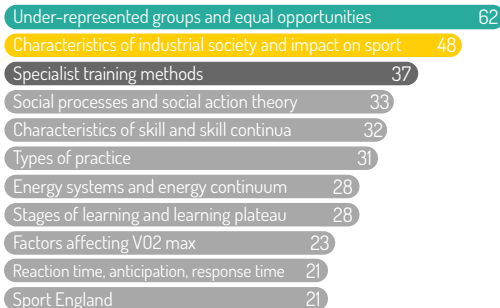 Under-represented groups and equal opportunities 62
Characteristics of industrial society and impact on sport 48
Specialist training methods 37
Social processes and social action theory 33
Characteristics of skill and skill continua 32
Types of practice 31
Energy systems and energy continuum 28
Stages of learning and learning plateau 28
Factors affecting V02 max 23
Reaction time, anticipation, response time 21
Sport England 21